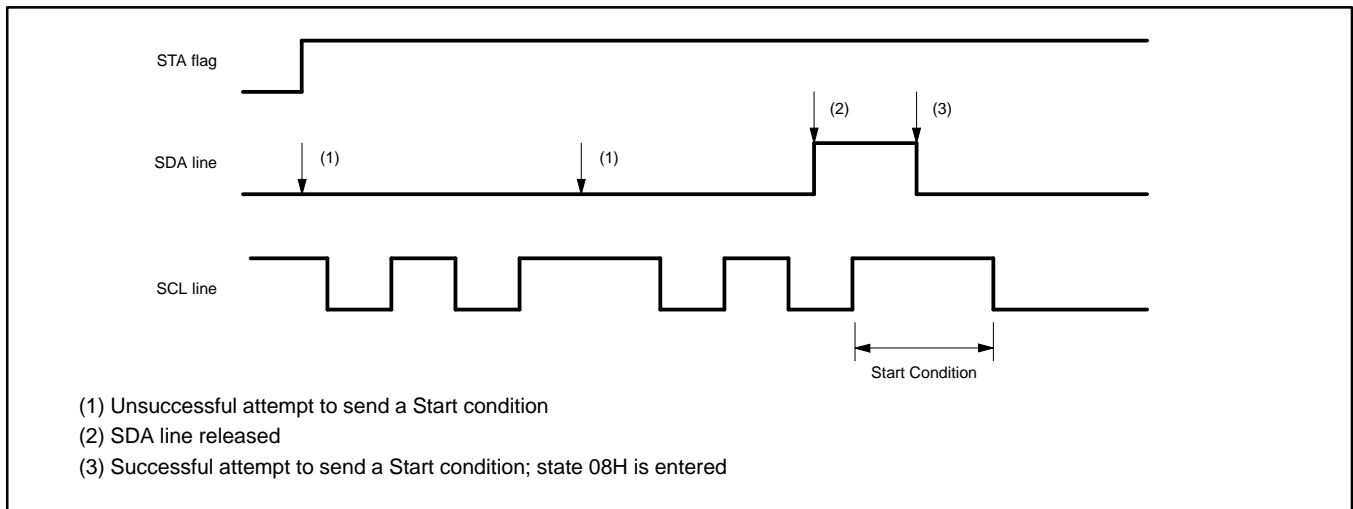 STA flag
(2)
(3)
SDA line
(1)
(1)
SCL line
Start Condition
(1) Unsuccessful attempt to send a Start condition
(2) SDA line released
(3) Successful attempt to send a Start condition; state 08H is entered